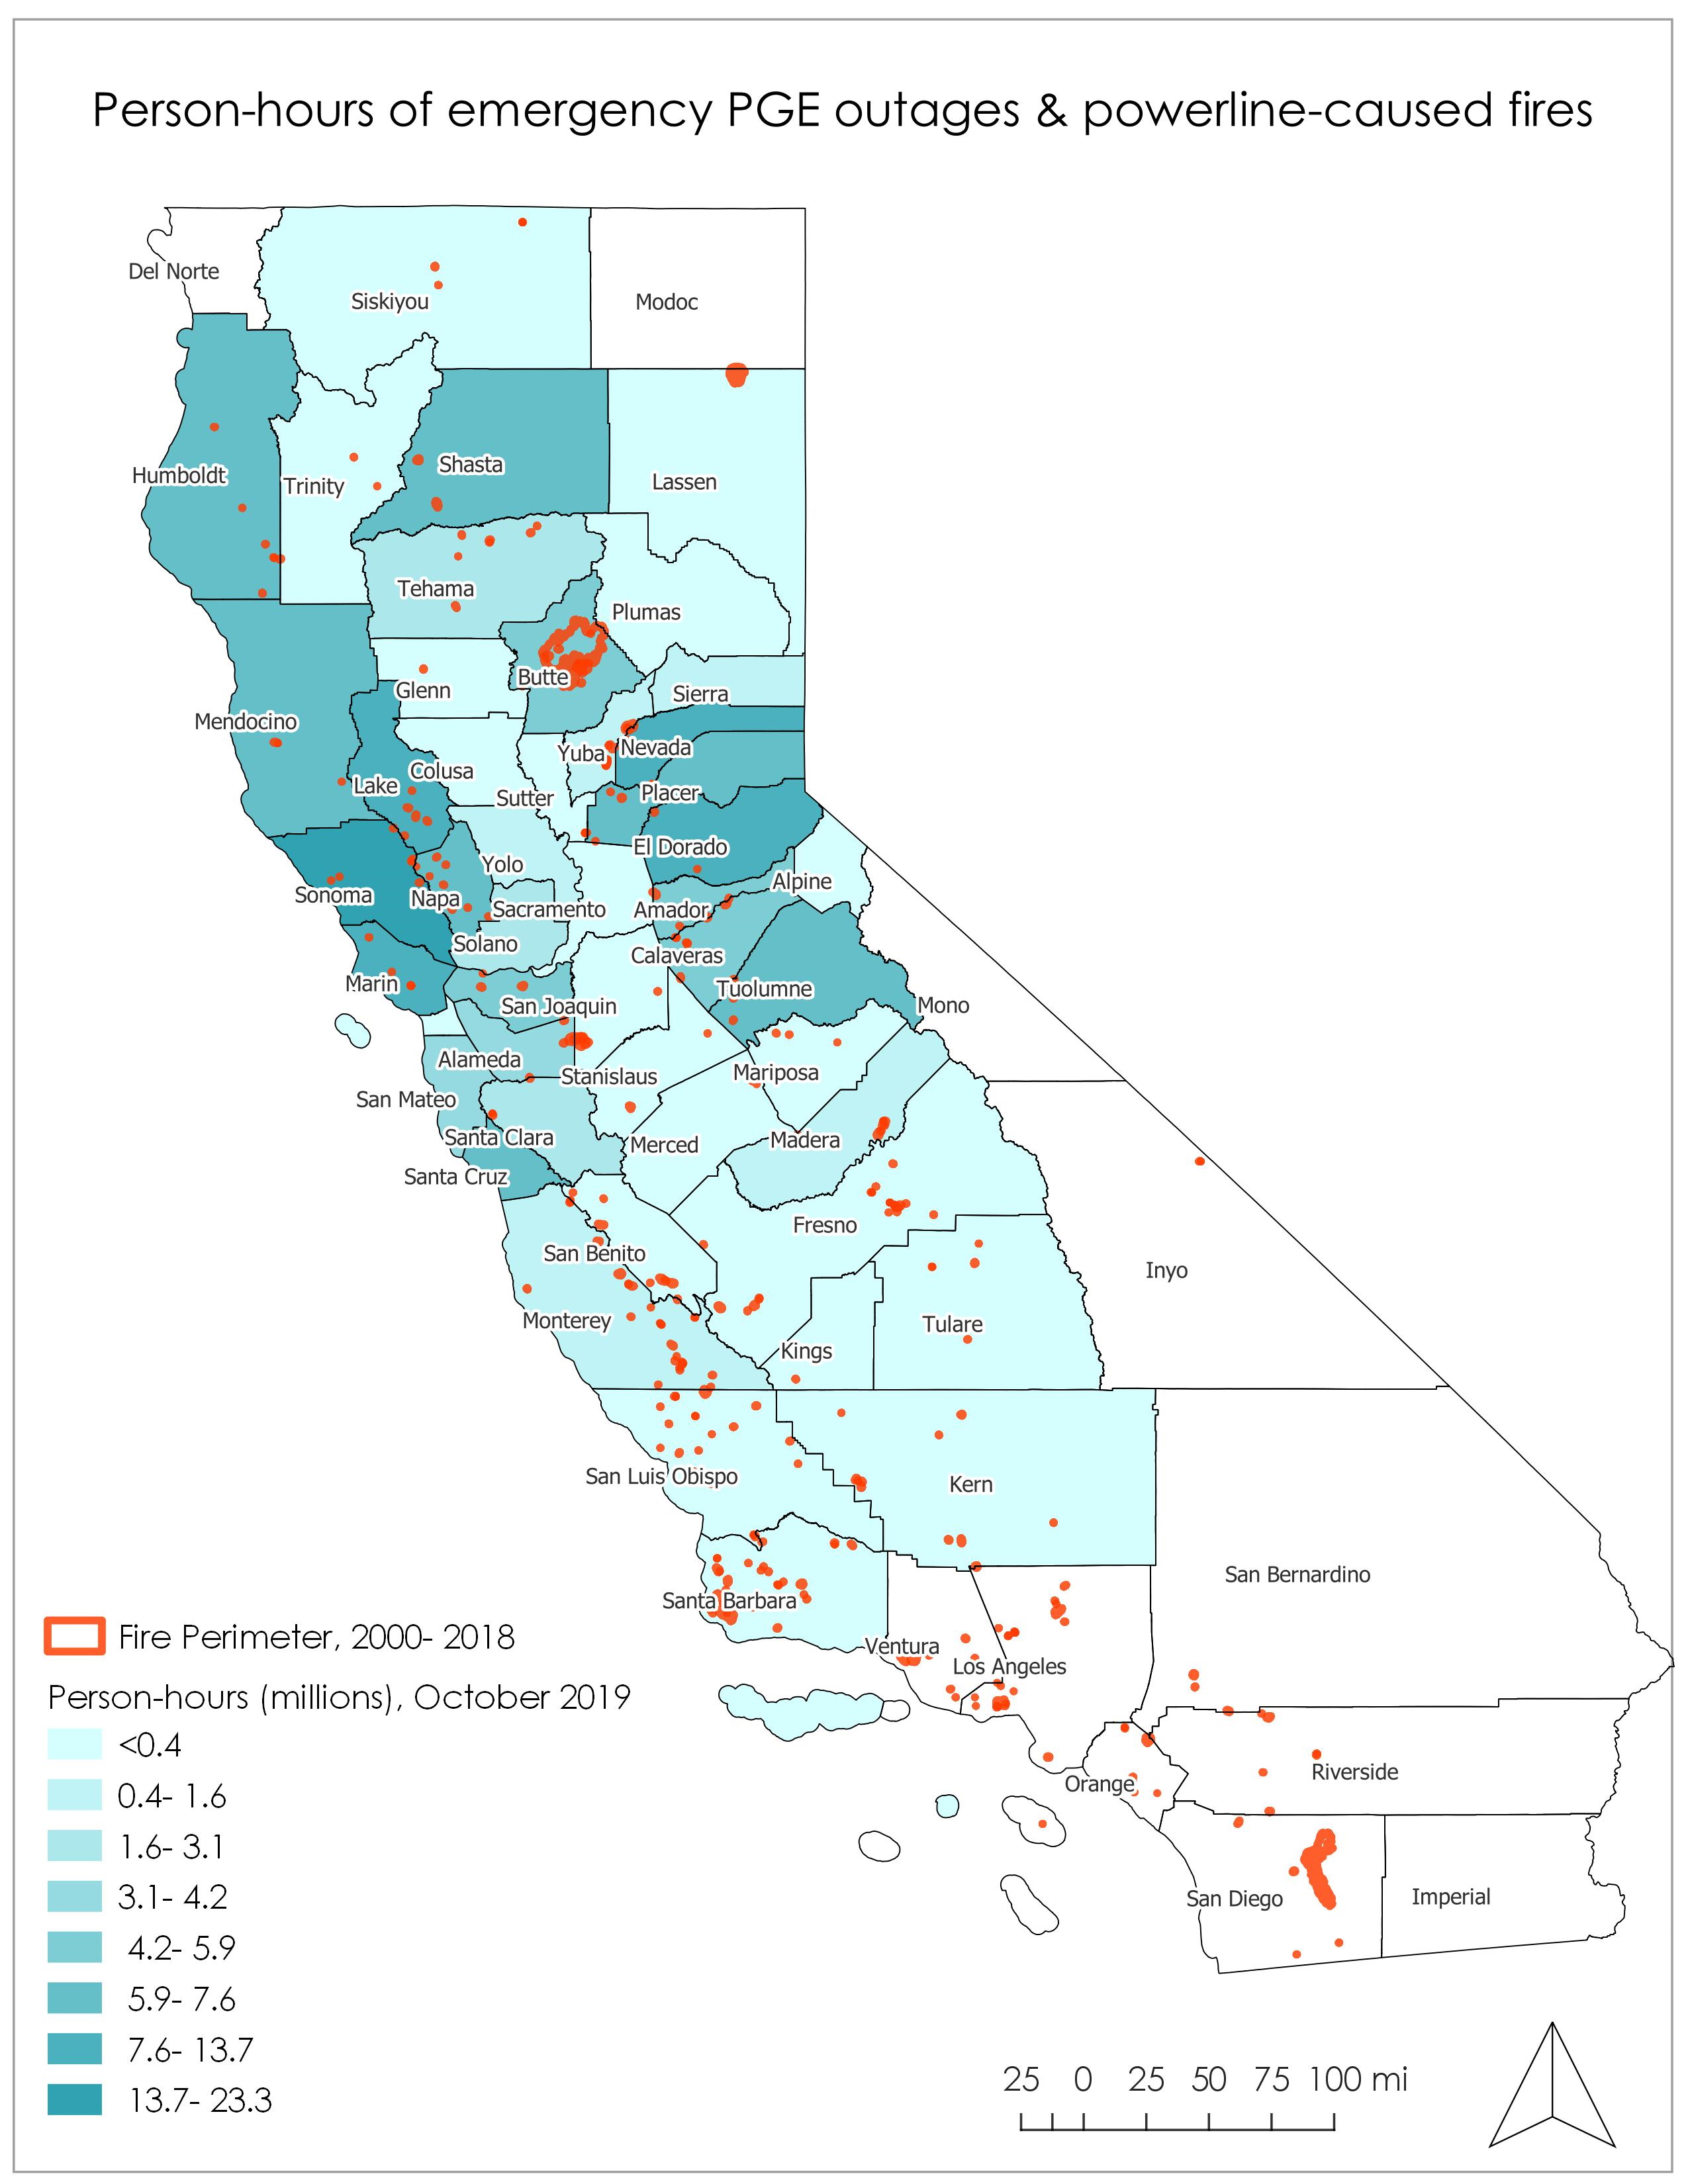 Person-hours of emergency PGE outages & powerline-caused fires
Del Norte
Siskiyou
Modoc
Humboldt
Trinity
Shasta
Lassen
Tehama
Plumas
Butte
Glenn
Sierra
Mendocino
Yuba
Nevada
Colusa
Lake
Sutter
Placer
El Dorado
Yolo
Alpine
Sonoma
Napa
Sacramento
Amador
Solano
Calaveras
Marin
Tuolumne
San Joaquin
Mono
Alameda
Stanislaus
Mariposa
San Mateo
Santa Clara
Merced
Madera
Santa Cruz
Fresno
San Benito
Inyo
Monterey
Tulare
Kings
San Luis Obispo
Kern
San Bernardino
Santa Barbara
Ventura
Los Angeles
Orange
Riverside
San Diego
Imperial
Fire Perimeter, 2000- 2018
Person-hours (millions), October 2019
<0.4
0.4- 1.6
1.6- 3.1
3.1- 4.2
4.2- 5.9
5.9- 7.6
7.6- 13.7
13.7- 23.3
25 0 25 50 75 100 mi